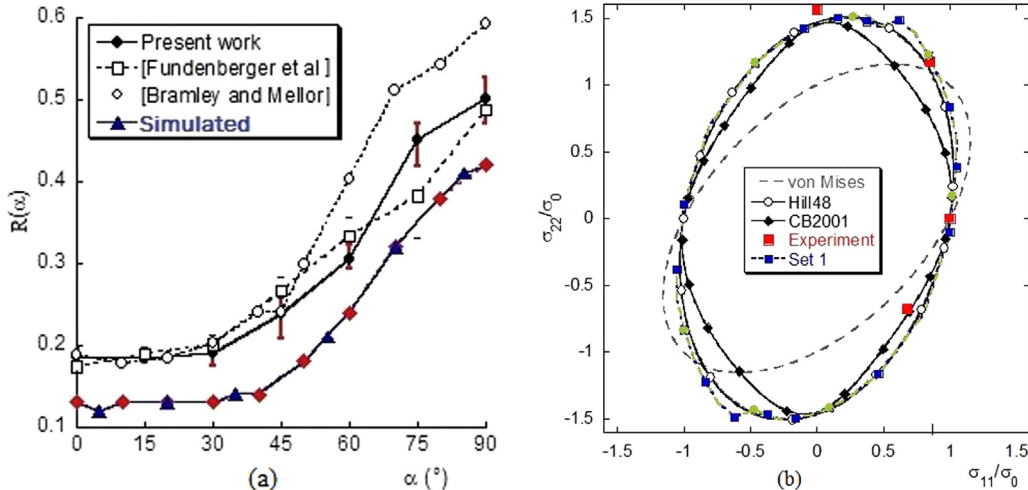 0.6
0.5
0.4
0.3
0.2
0.1
R(α)
Present work
[Fundenberger et al]
[Bramley and Mellor]
Simulated
0 15 30 45 60 75 90
(a) α (°)
1.5
1
0.5
0
-0.5
-1
-1.5
σ22/σ0
von Mises
Hill48
CB2001
Experiment
Set 1
-1.5 -1 -0.5 0 0.5 1 1.5
(b) σ11/σ0